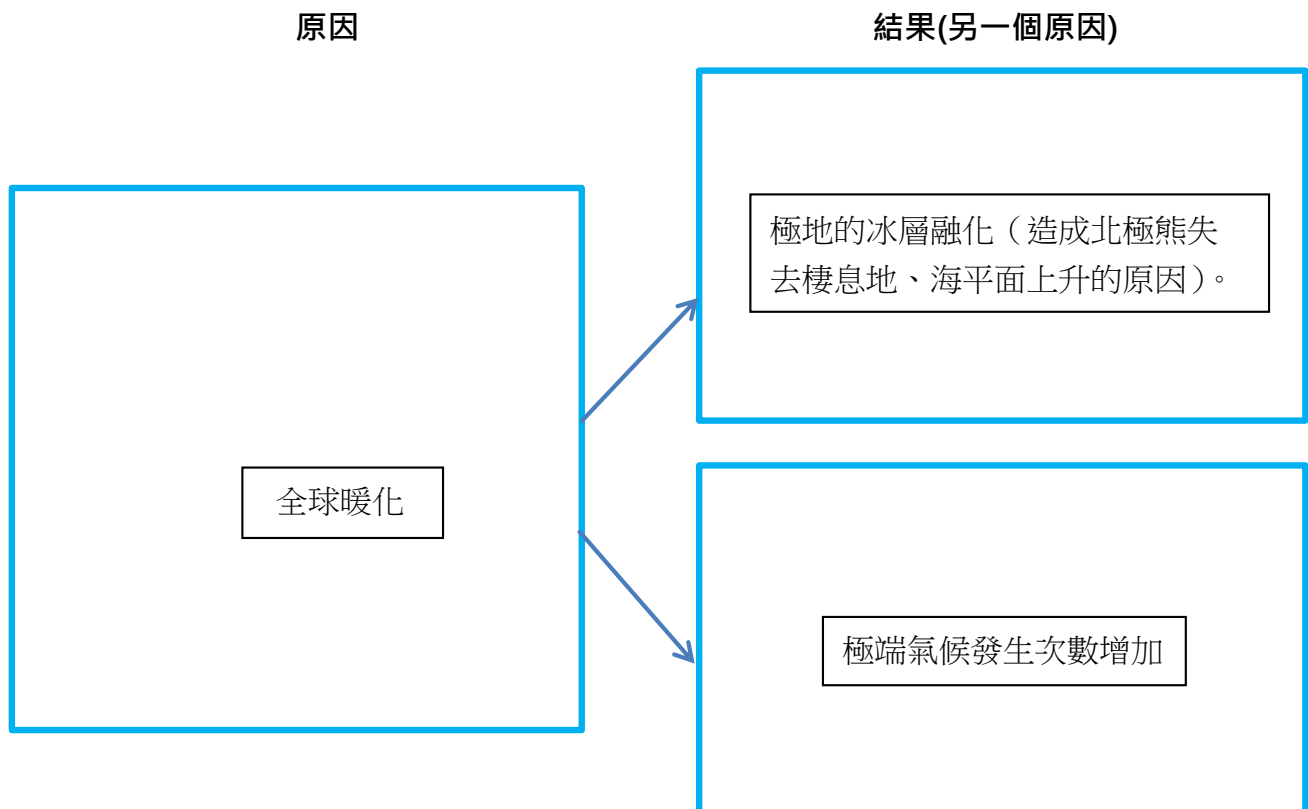 原因
結果(另一個原因)
極地的冰層融化（造成北極熊失
去棲息地、海平面上升的原因）。
全球暖化
極端氣候發生次數增加